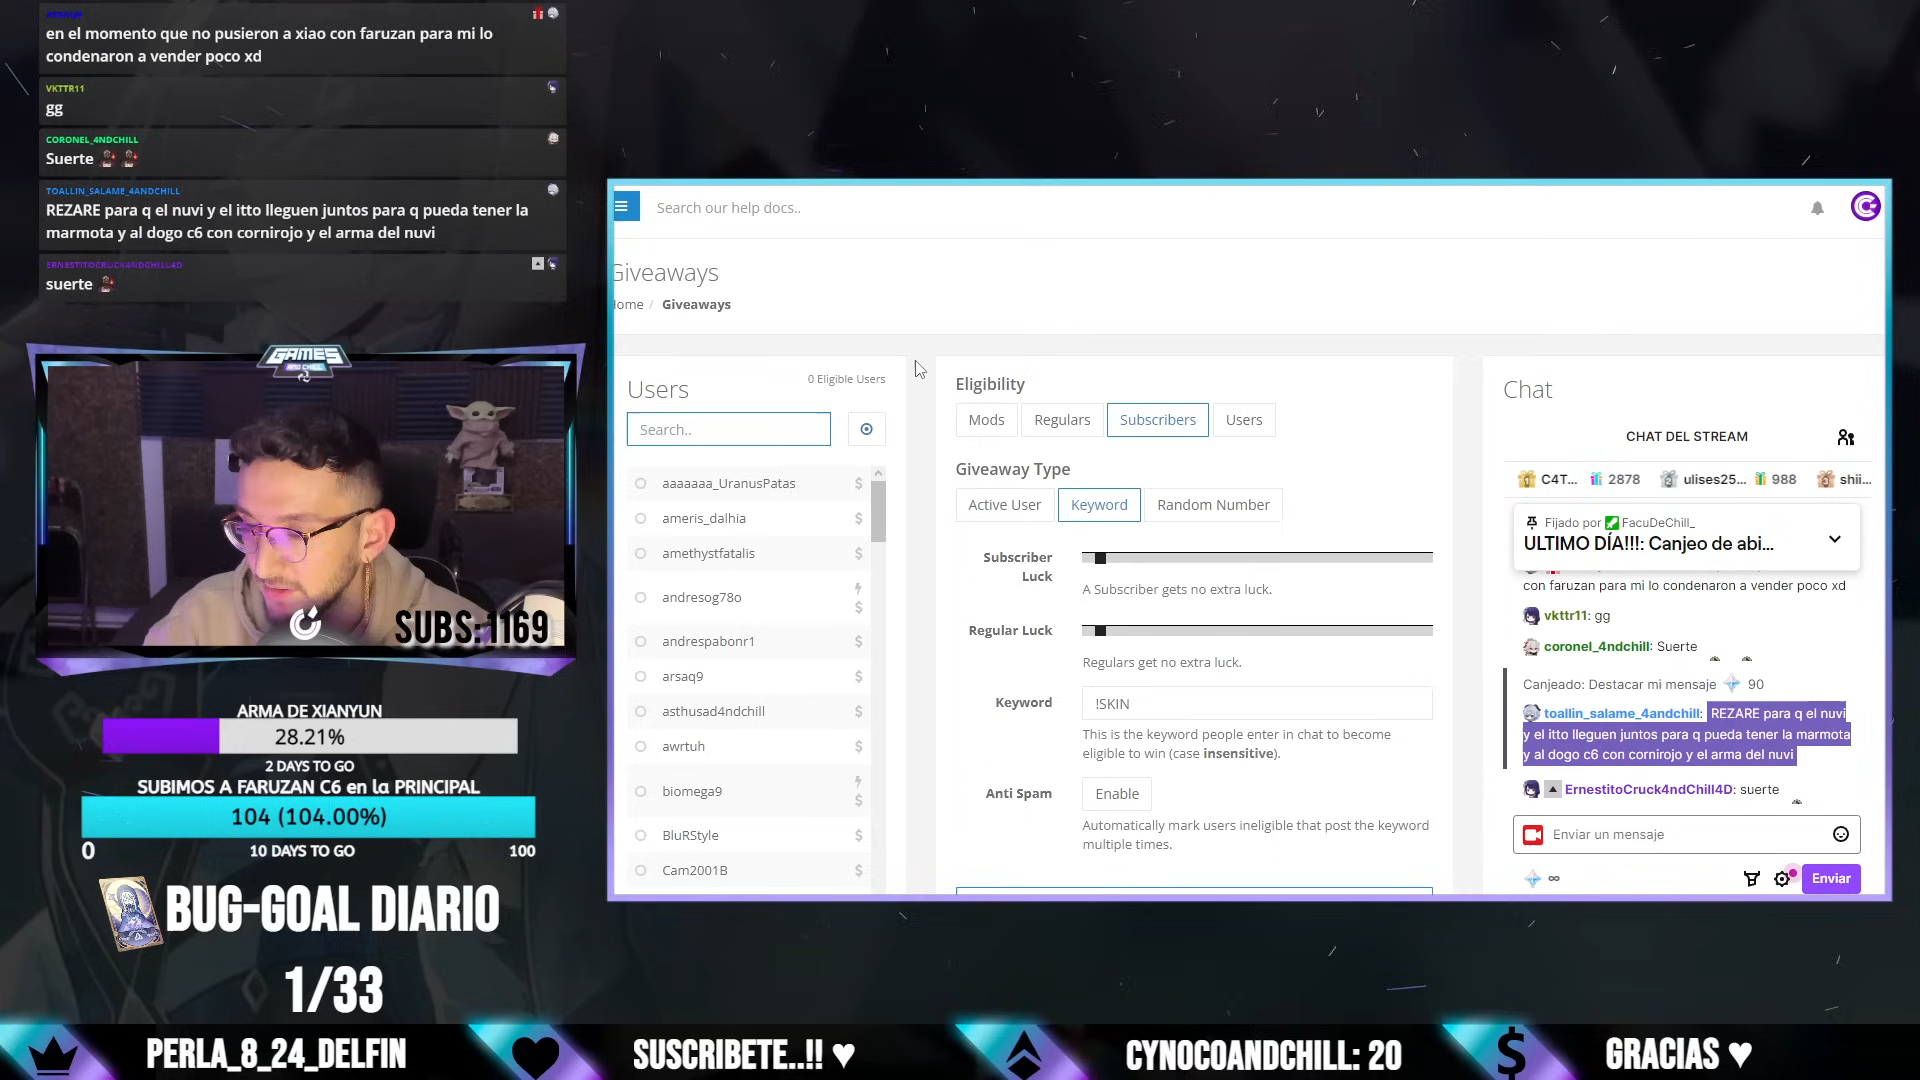 en el momento que no pusieron a xiao con faruzan para mi lo
condenaron a vender poco xd
VKTTR11
gg
CORONEL_4NDCHILL
Suerte
TOALLIN_SALAME_4ANDCHILL
REZARE para q el nuvi y el itto lleguen juntos para q pueda tener la
marmota y al dogo c6 con cornirojo y el arma del nuvi
ERNESTITOCRUCK4NDCHILL4D
suerte
GAMES
AND CHILL
SUBS:1169
ARMA DE XIANYUN
28.21%
2 DAYS TO GO
SUBIMOS A FARUZAN C6 en la PRINCIPAL
104 (104.00%)
0
10 DAYS TO GO
100
BUG-GOAL DIARIO
1/33
Search our help docs..
Giveaways
Home / Giveaways
Users
0 Eligible Users
Search..
aaaaaaa_UranusPatas
ameris_dalhia
amethystfatalis
andresog78o
andrespabonr1
arsaq9
asthusad4ndchill
awrtuh
biomega9
BluRStyle
Cam2001B
Eligibility
Mods
Regulars
Subscribers
Users
Giveaway Type
Active User
Keyword
Random Number
Subscriber
Luck
A Subscriber gets no extra luck.
Regular Luck
Regulars get no extra luck.
Keyword
!SKIN
This is the keyword people enter in chat to become
eligible to win (case insensitive).
Anti Spam
Enable
Automatically mark users ineligible that post the keyword
multiple times.
Chat
CHAT DEL STREAM
C4T... 2878 ulises25... 988 shii...
Fijado por FacuDeChill_
ULTIMO DÍA!!!: Canjeo de abi...
con faruzan para mi lo condenaron a vender poco xd
vkttr11: gg
coronel_4ndchill: Suerte
Canjeado: Destacar mi mensaje 90
toallin_salame_4andchill: REZARE para q el nuvi
y el itto lleguen juntos para q pueda tener la marmota
y al dogo c6 con cornirojo y el arma del nuvi
ErnestitoCruck4ndChill4D: suerte
Enviar un mensaje
∞
Enviar
PERLA_8_24_DELFIN
SUSCRIBETE..!! ♥
CYNOCOANDCHILL: 20
GRACIAS ♥